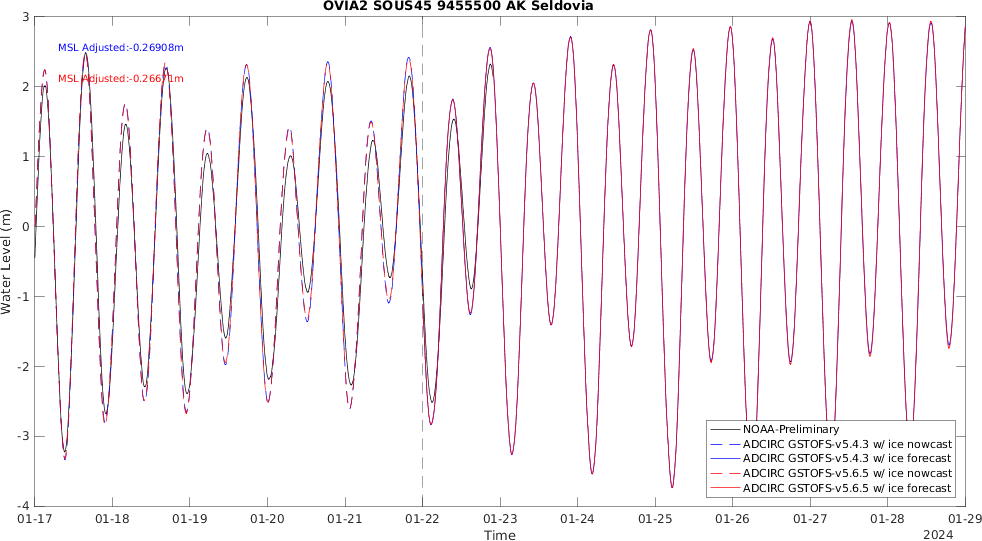 OVIA2 SOUS45 9455500 AK Seldovia
MSL Adjusted:-0.26908m
MSL Adjusted:-0.26671m
Water Level (m)
3
2
1
0
-1
-2
-3
-4
NOAA-Preliminary
ADCIRC GSTOFS-v5.4.3 w/ ice nowcast
ADCIRC GSTOFS-v5.4.3 w/ ice forecast
ADCIRC GSTOFS-v5.6.5 w/ ice nowcast
ADCIRC GSTOFS-v5.6.5 w/ ice forecast
01-17 01-18 01-19 01-20 01-21 01-22 01-23 01-24 01-25 01-26 01-27 01-28 01-29
Time
2024